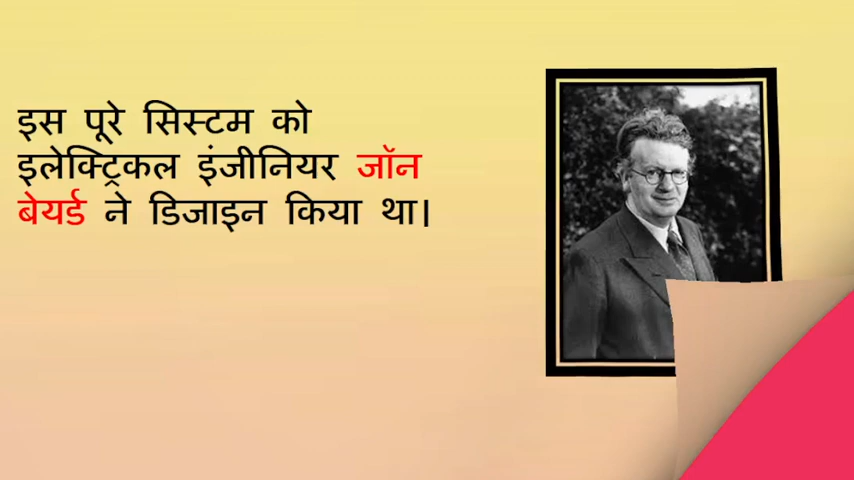 इस पूरे सिस्टम को
इलेक्ट्रिकल इंजीनियर जॉन
बेयर्ड ने डिजाइन किया था।